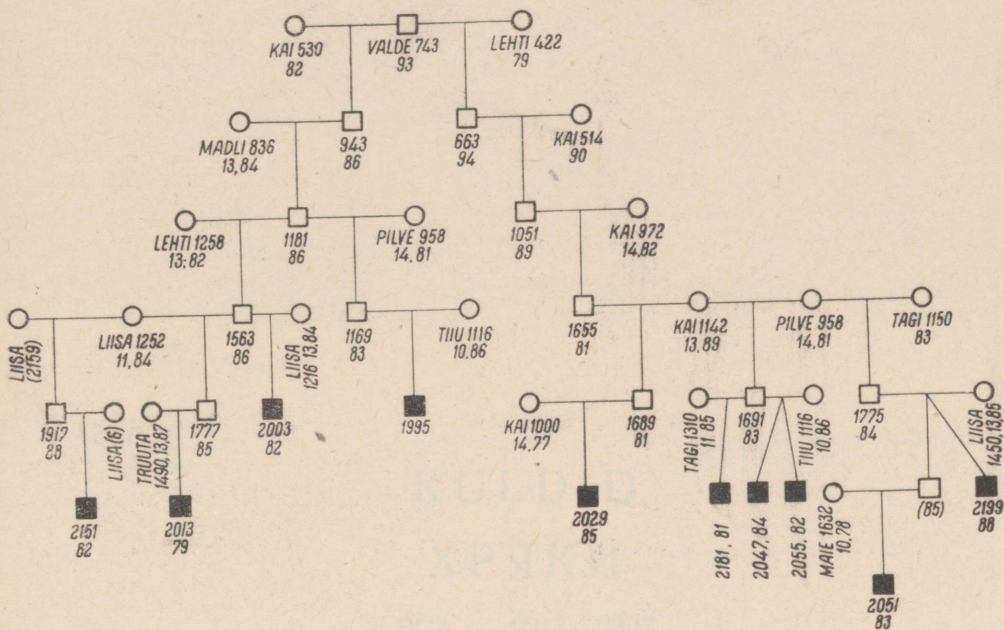 KAI 530
82
VALDE 743
93
LEHTI 422
79
MADLI 836
13,84
943
86
663
94
KAI 514
90
LEHTI 1258
13;82
1181
86
PILVE 958
14,81
1051
89
KAI 972
14,82
LIISA
(2159)
LIISA 1252
11,84
1563
86
LIISA
1216 13,84
1169
83
TIIU 1116
10,86
1655
81
KAI 1142
13,89
PILVE 958
14,81
TAGI 1150
83
1917
88
LIISA(6)
TRUUTA
1490,13,87
1777
85
2003
82
1995
KAI 1000
14,77
1689
81
TAGI 1310
11,85
1691
83
TIIU 1116
10,86
1775
84
LIISA
1450,13,86
2151
82
2013
79
2029
85
2181, 81
2047, 84
2055, 82
MAIE 1632
10,78
(85)
2199
88
2051
83
KULDID
ХРЯКИ